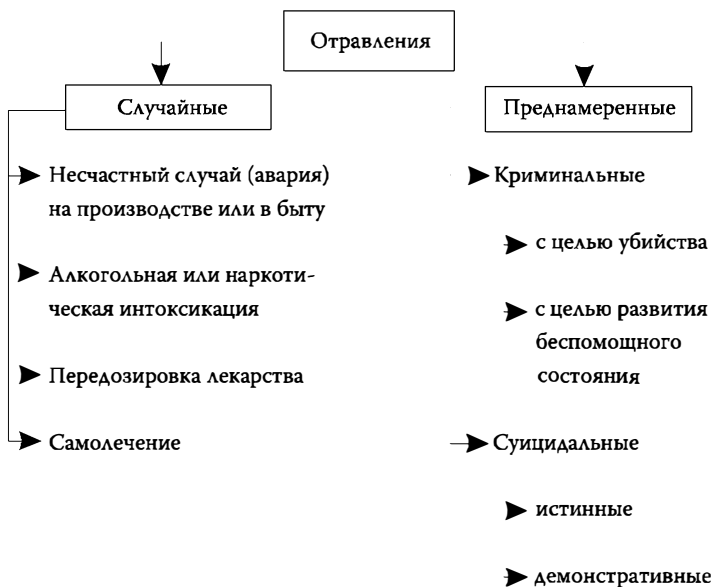 Отравления
Случайные
Несчастный случай (авария)
на производстве или в быту
Алкогольная или наркоти-
ческая интоксикация
Передозировка лекарства
Самолечение
Преднамеренные
Криминальные
с целью убийства
с целью развития
беспомощного
состояния
Суицидальные
истинные
демонстративные